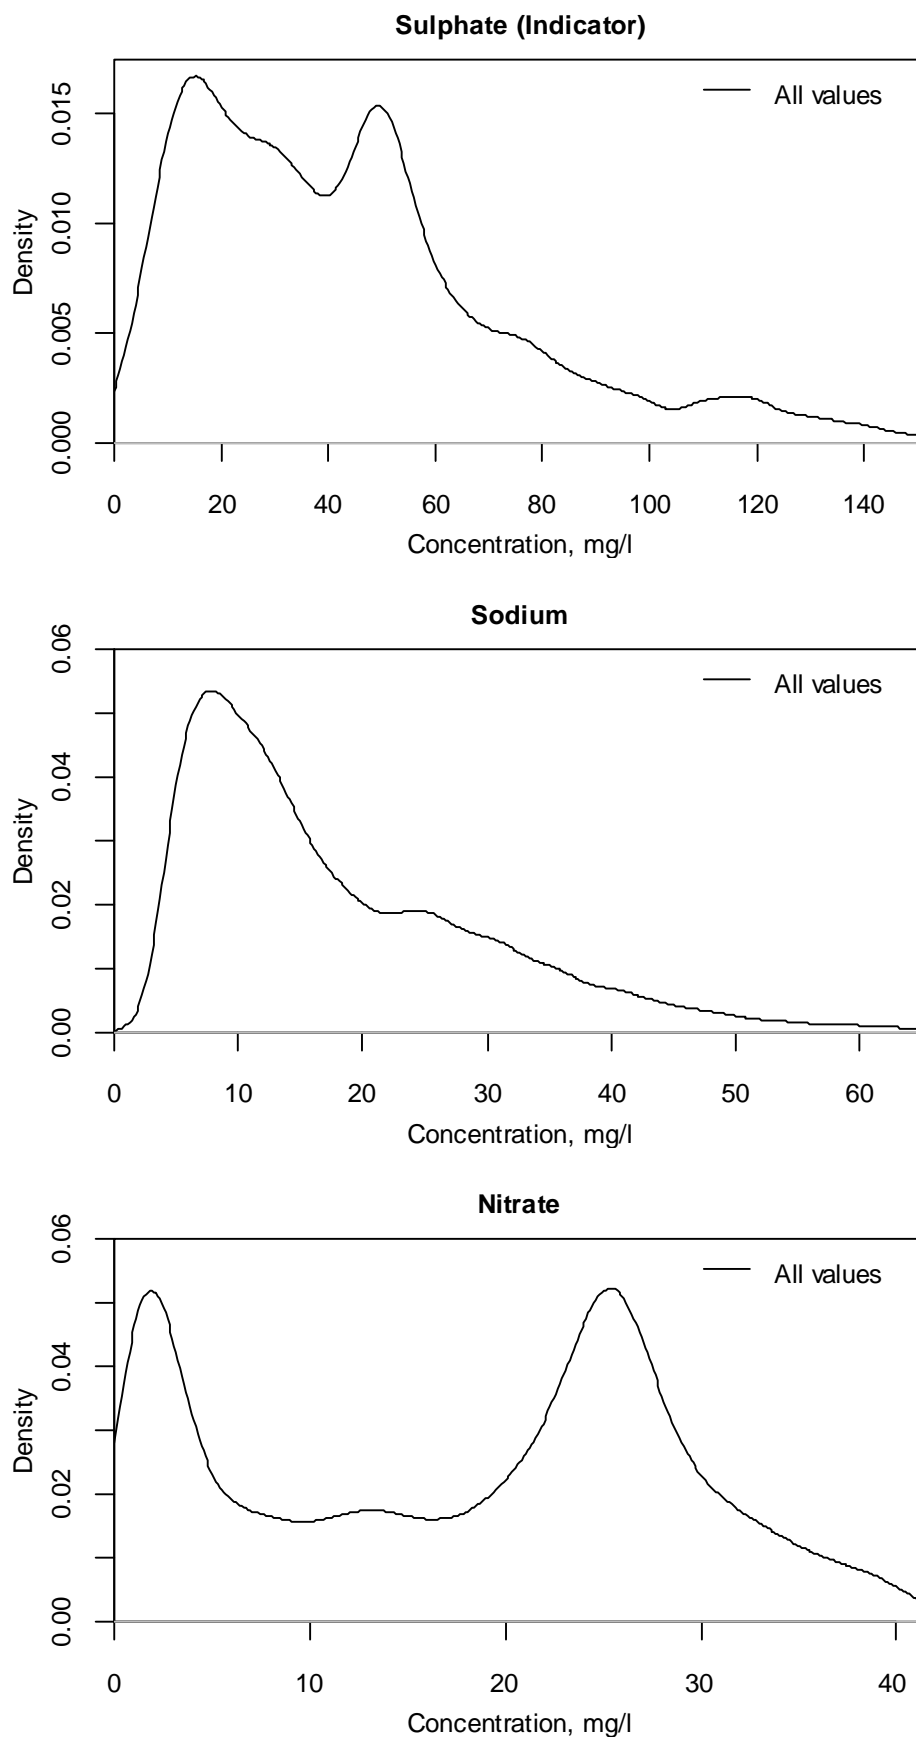 Sulphate (Indicator)
All values
Density
0.000
0.005
0.010
0.015
0
20
40
60
80
100
120
140
Concentration, mg/l
Sodium
All values
Density
0.00
0.02
0.04
0.06
0
10
20
30
40
50
60
Concentration, mg/l
Nitrate
All values
Density
0.00
0.02
0.04
0.06
0
10
20
30
40
Concentration, mg/l